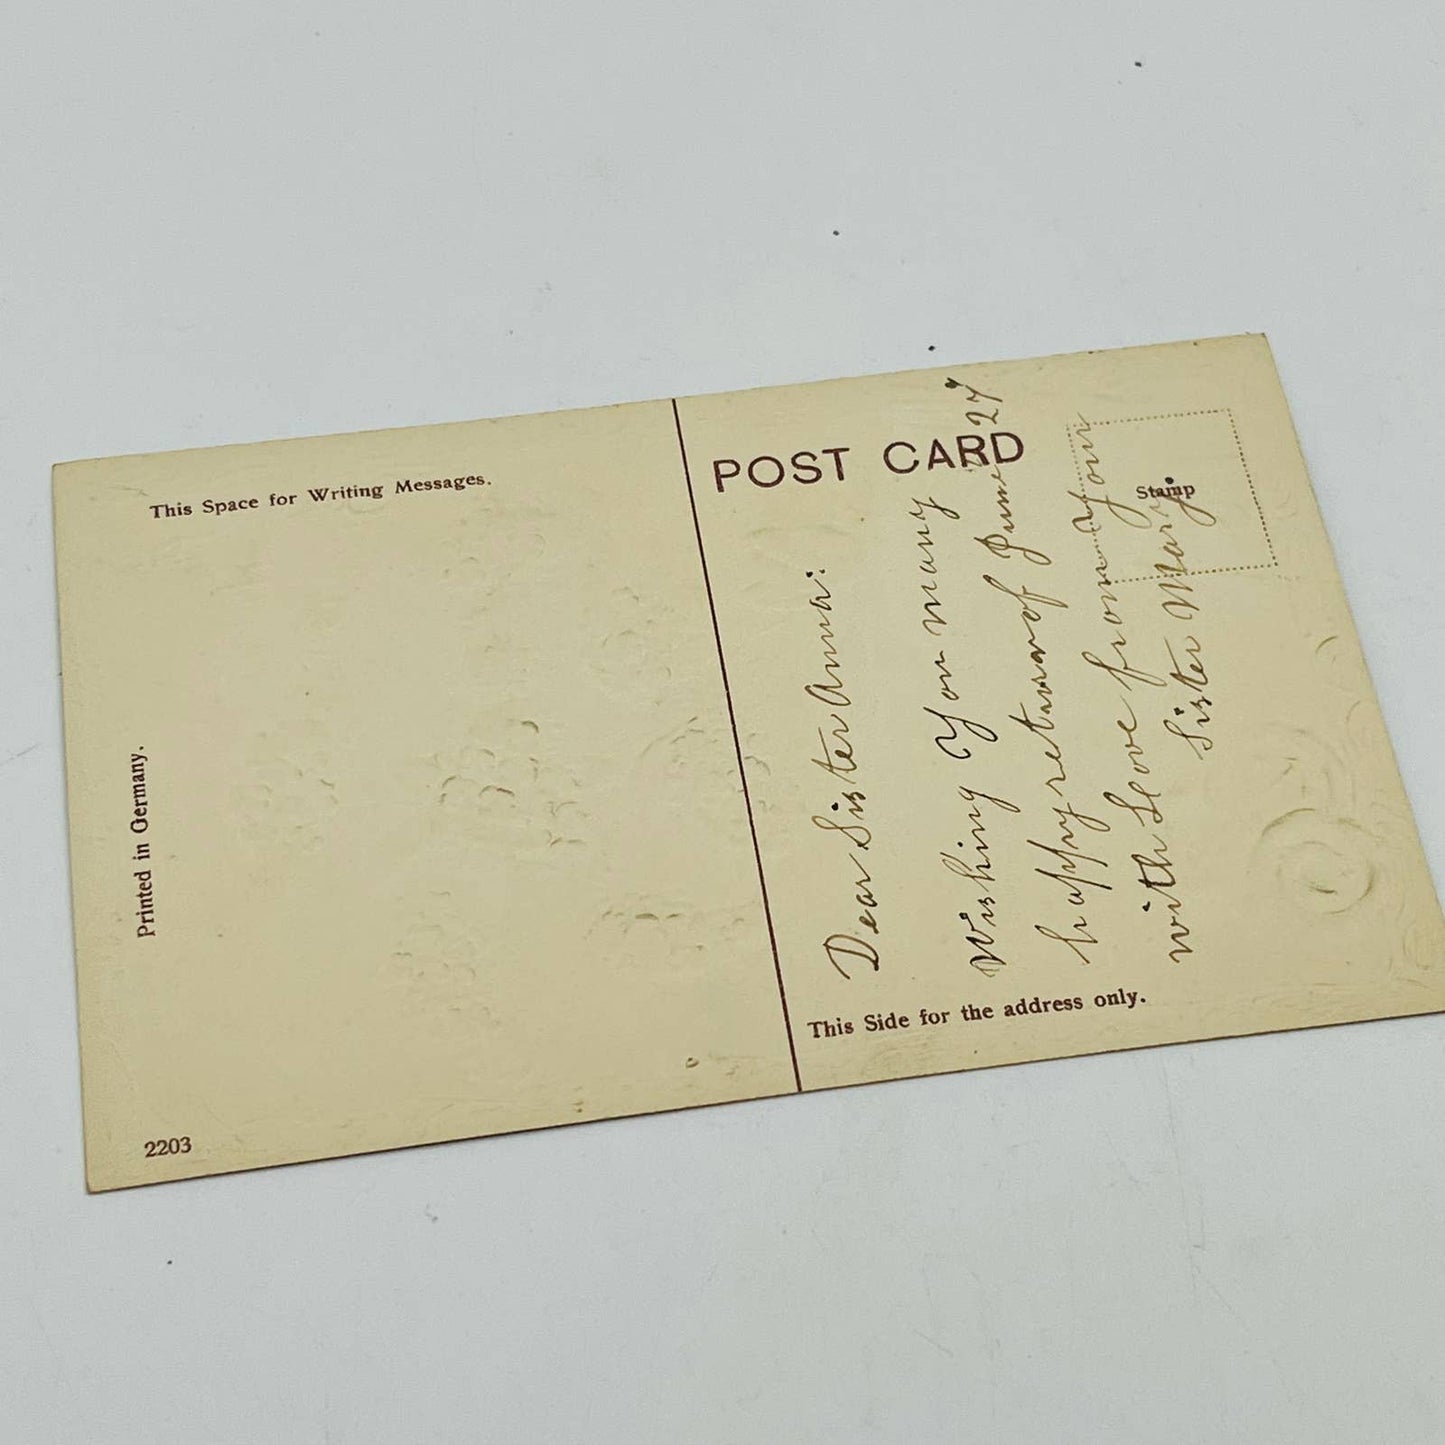 This Space for Writing Messages.
Printed in Germany.
2203
POST CARD
Stamp
This Side for the address only.
Dear Sister Anna:
Wishing You many
happy returns of June 27
with Love from Your
Sister Mary.